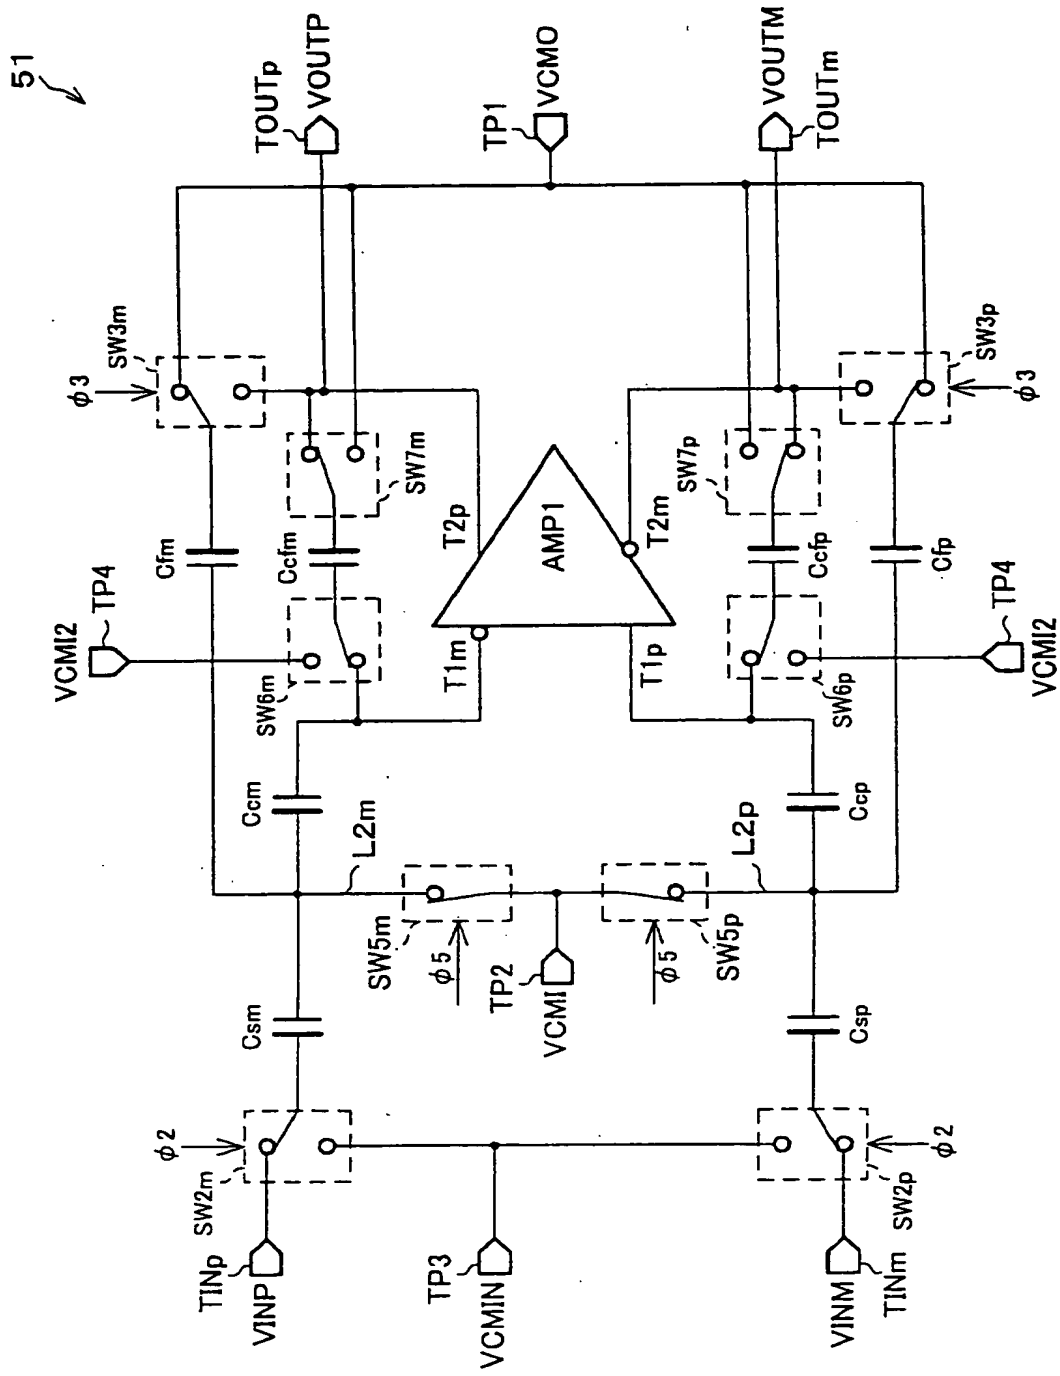 51
TOUTp
VOUTP
TP1
VCMO
VOUTM
TOUTm
φ3
SW3m
SW3p
φ3
SW7m
SW7p
T2p
AMP1
T2m
Cfm
Ccfm
Ccfp
Cfp
VCMI2
TP4
SW6m
T1m
T1p
SW6p
TP4
VCMI2
Ccm
L2m
L2p
Ccp
SW5m
φ5
TP2
VCMI
φ5
SW5p
Csm
Csp
φ2
SW2m
TINp
VINP
TP3
VCMIN
φ2
SW2p
VINM
TINm